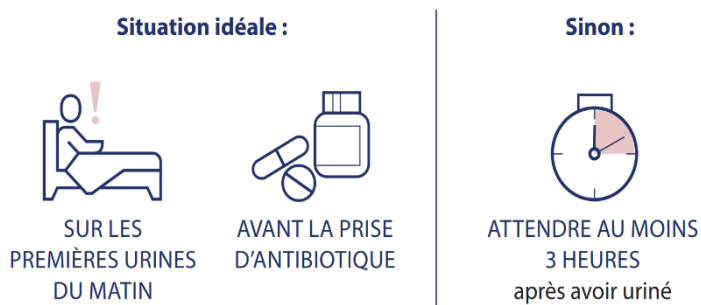 Situation idéale :
SUR LES
PREMIÈRES URINES
DU MATIN
AVANT LA PRISE
D'ANTIBIOTIQUE
Sinon :
ATTENDRE AU MOINS
3 HEURES
après avoir uriné